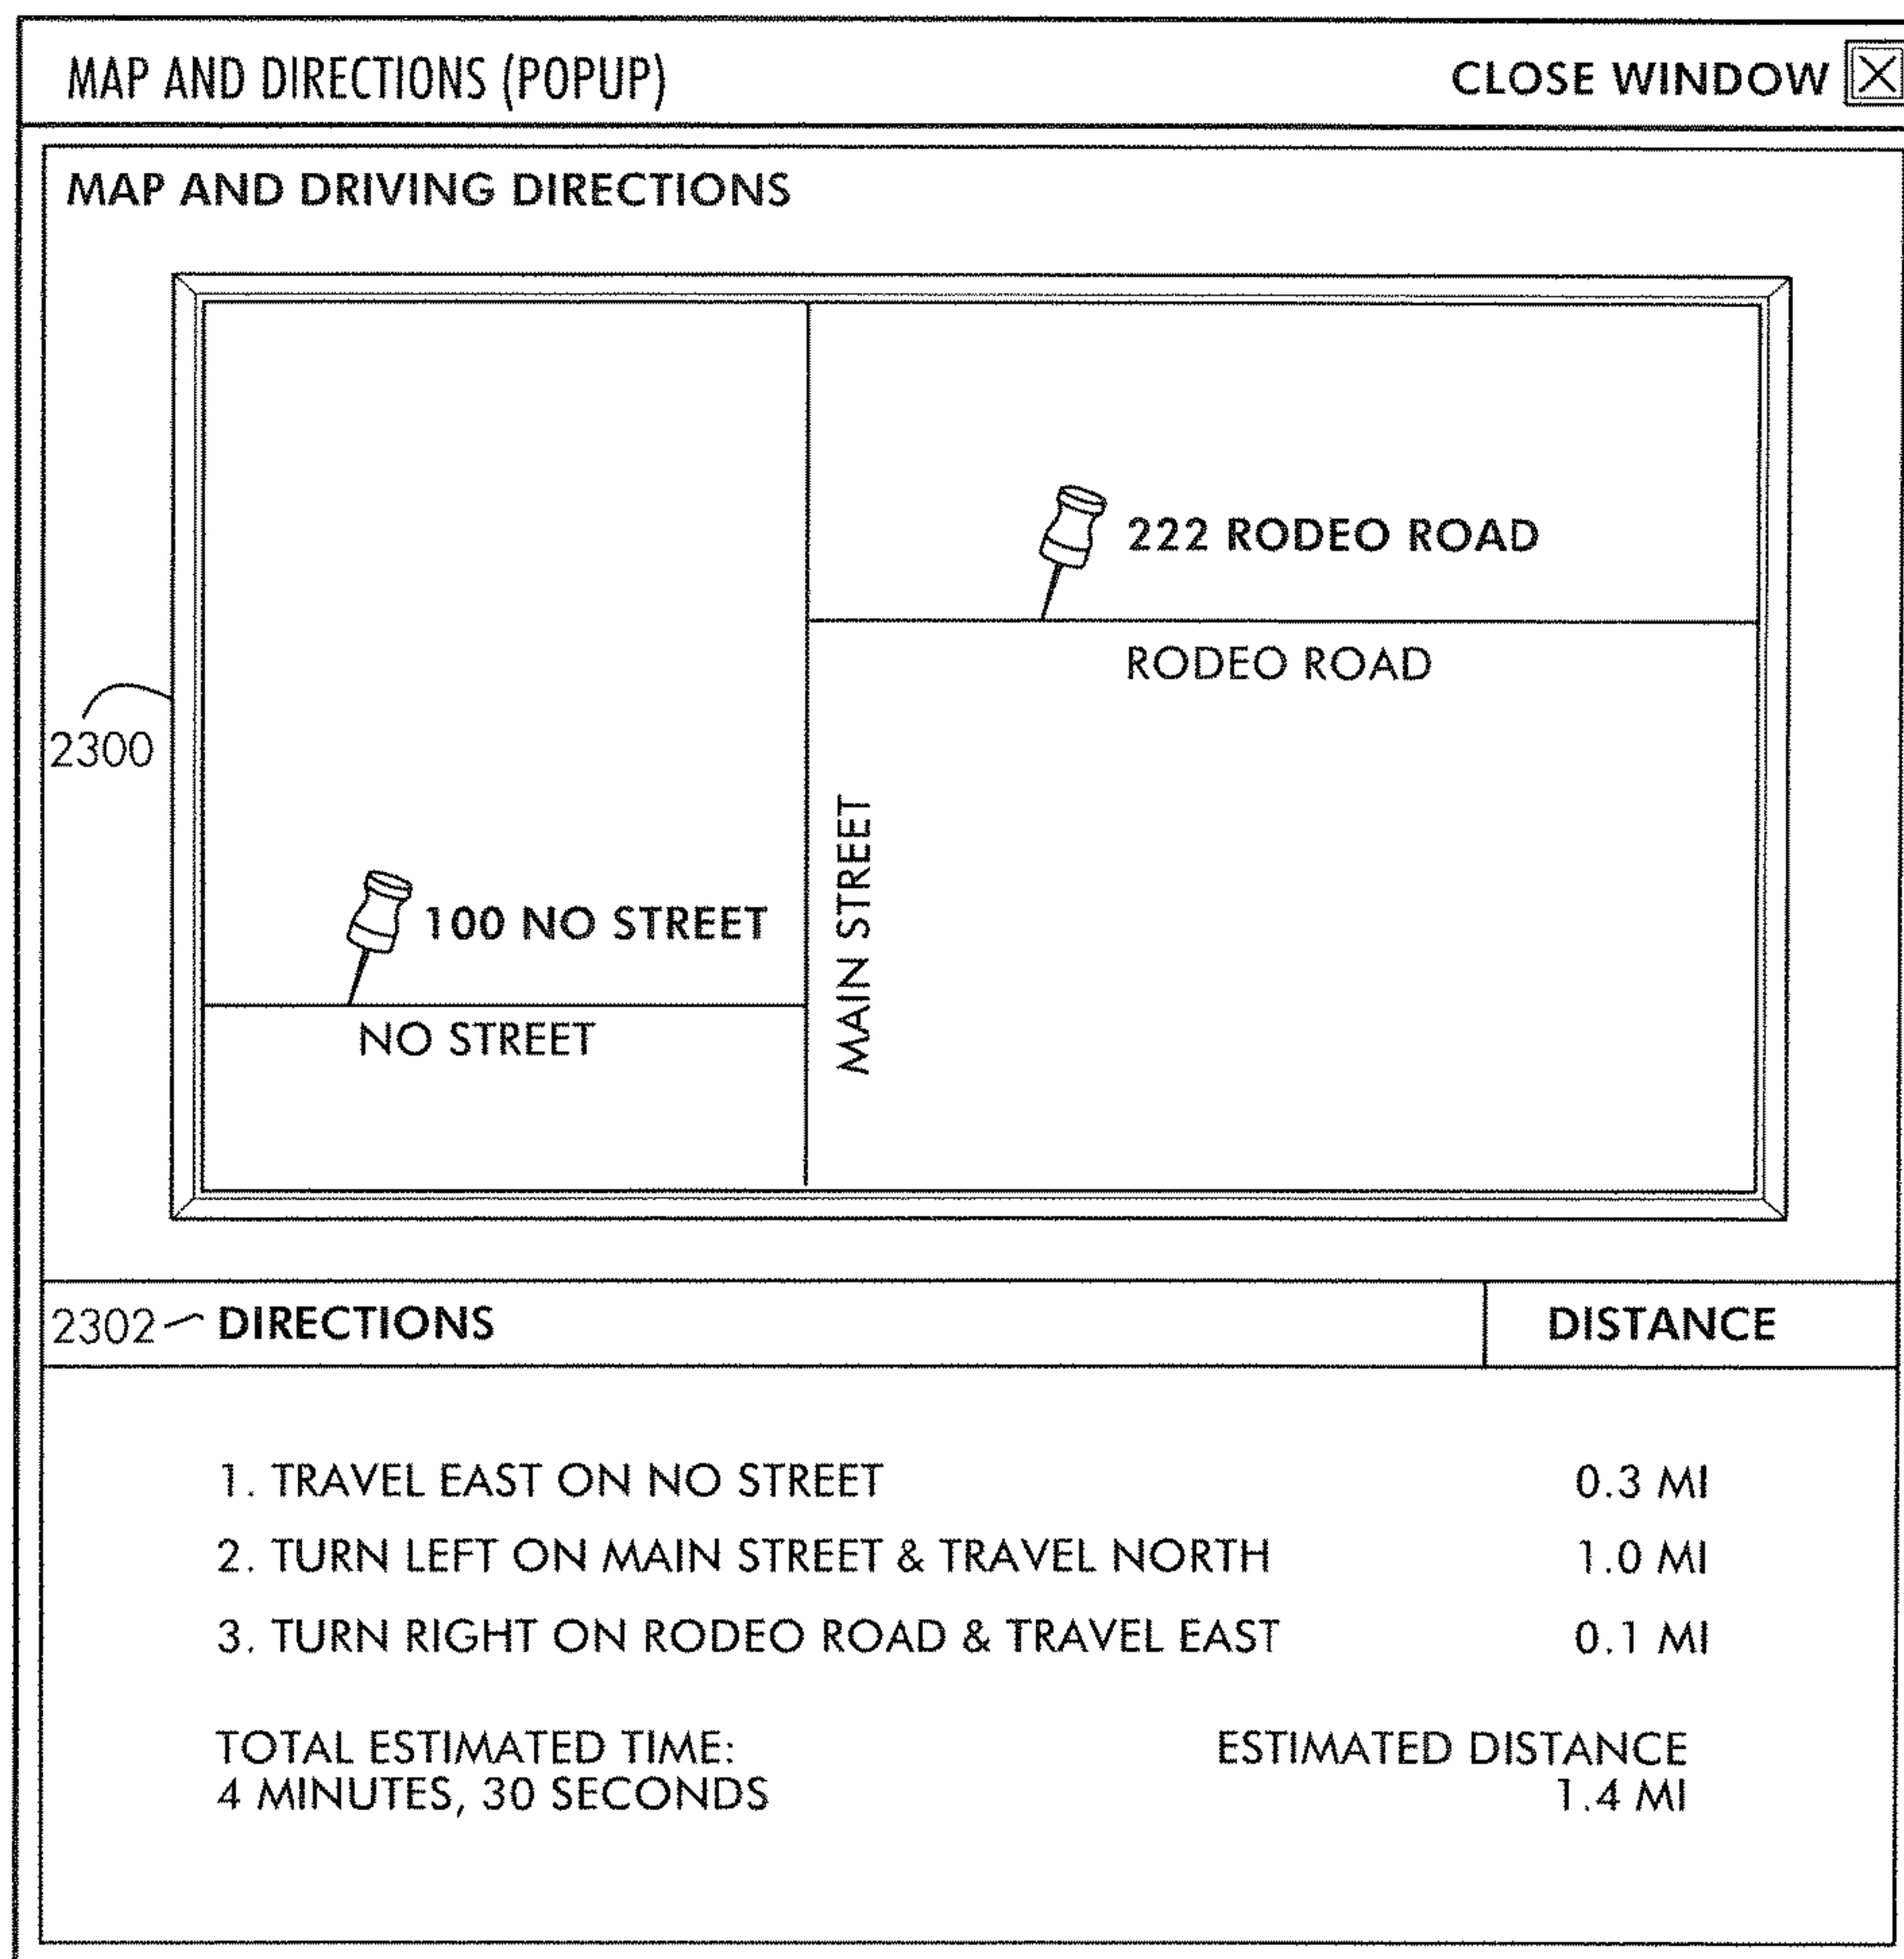 MAP AND DIRECTIONS (POPUP) CLOSE WINDOW
MAP AND DRIVING DIRECTIONS
222 RODEO ROAD
RODEO ROAD
2300
MAIN STREET
100 NO STREET
NO STREET
2302 DIRECTIONS DISTANCE
1. TRAVEL EAST ON NO STREET 0.3 MI
2. TURN LEFT ON MAIN STREET & TRAVEL NORTH 1.0 MI
3. TURN RIGHT ON RODEO ROAD & TRAVEL EAST 0.1 MI
TOTAL ESTIMATED TIME: ESTIMATED DISTANCE
4 MINUTES, 30 SECONDS 1.4 MI